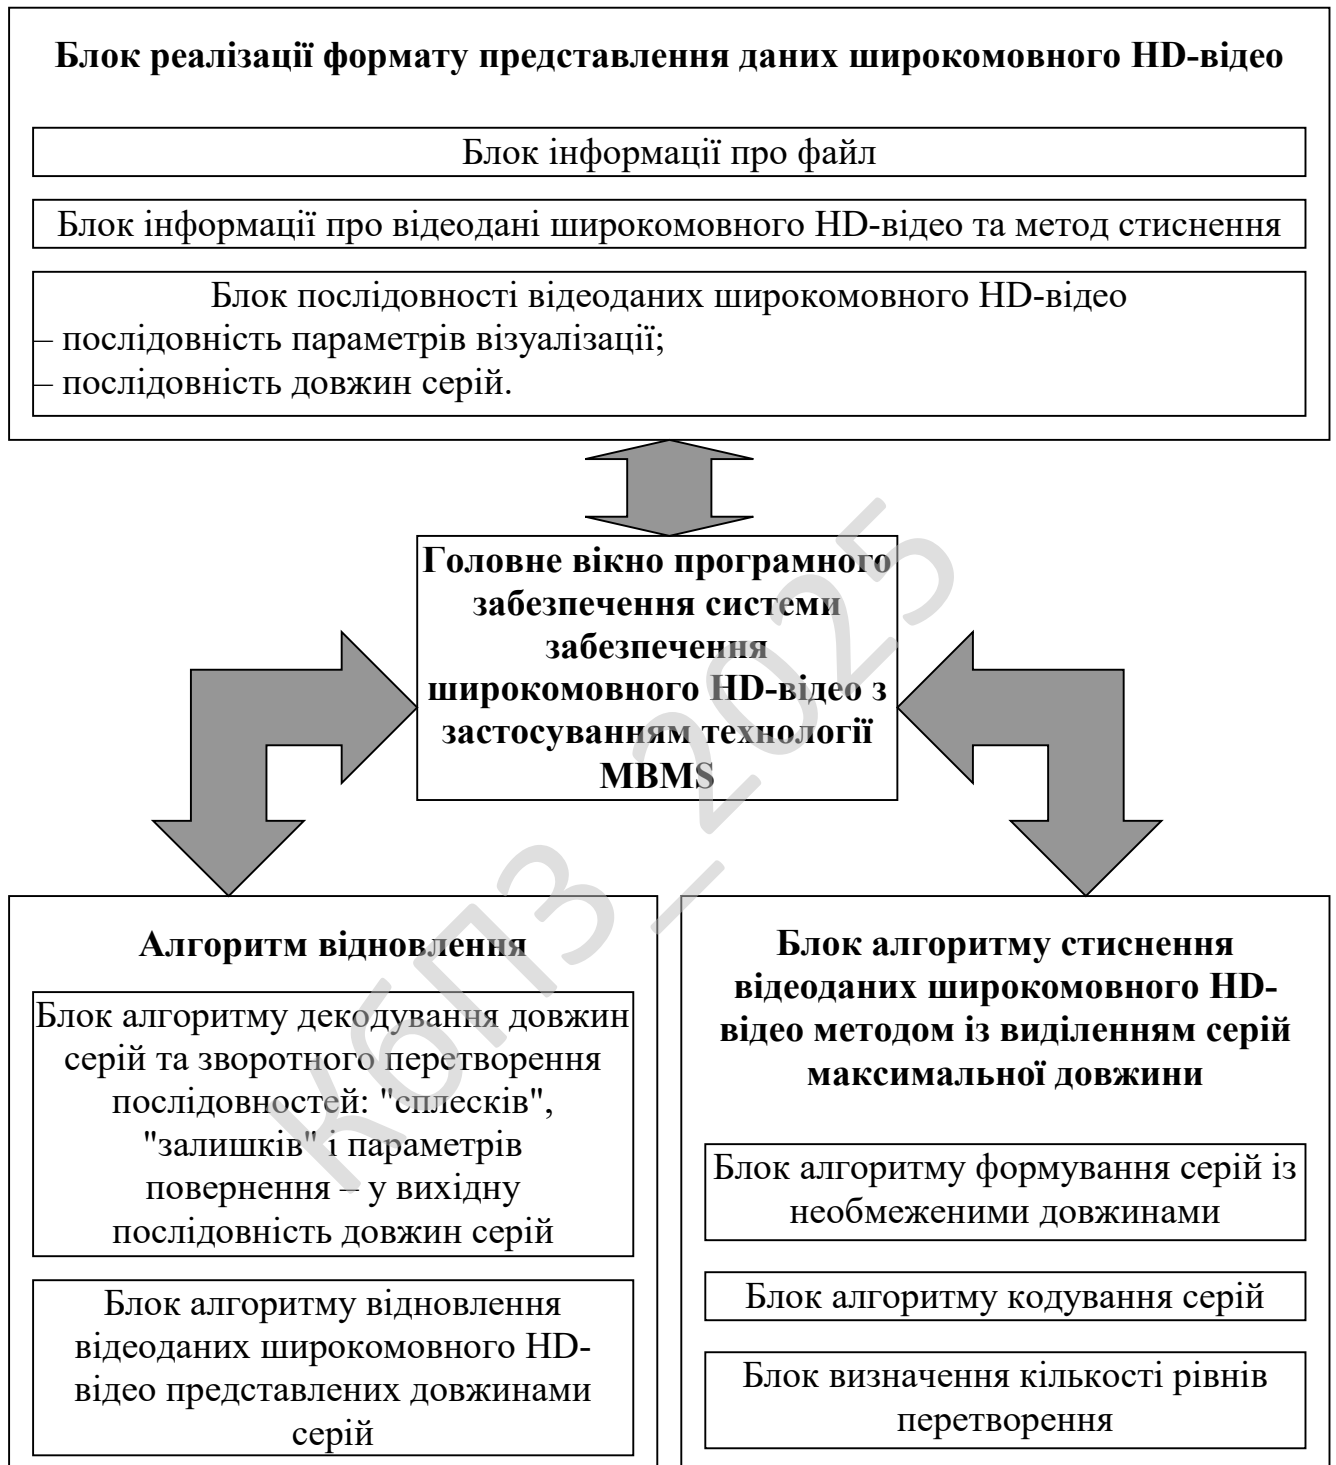 Блок реалізації формату представлення даних широкомовного HD-відео
Блок інформації про файл
Блок інформації про відеодані широкомовного HD-відео та метод стиснення
Блок послідовності відеоданих широкомовного HD-відео
– послідовність параметрів візуалізації;
– послідовність довжин серій.
Головне вікно програмного
забезпечення системи
забезпечення
широкомовного HD-відео з
застосуванням технології
MBMS
Алгоритм відновлення
Блок алгоритму декодування довжин
серій та зворотного перетворення
послідовностей: "сплесків",
"залишків" і параметрів
повернення – у вихідну
послідовність довжин серій
Блок алгоритму відновлення
відеоданих широкомовного HD-
відео представлених довжинами
серій
Блок алгоритму стиснення
відеоданих широкомовного HD-
відео методом із виділенням серій
максимальної довжини
Блок алгоритму формування серій із
необмеженими довжинами
Блок алгоритму кодування серій
Блок визначення кількості рівнів
перетворення
КбПЗ_2025